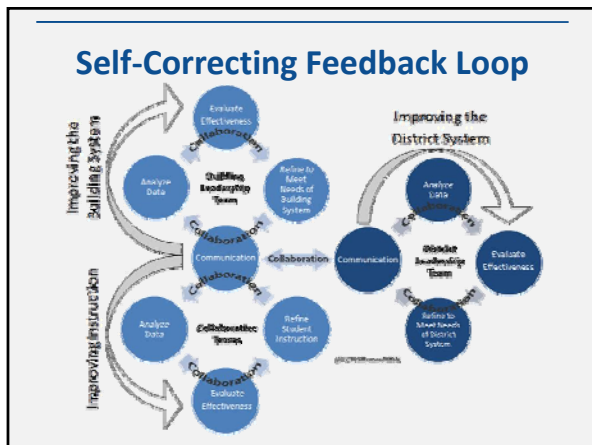 Self-Correcting Feedback Loop
Improving the
Building System
Evaluate
Effectiveness
Collaboration
Analyze
Data
Building
Leadership
Team
Refine to
Meet Needs
of Building
System
Collaboration
Communication
Collaboration
Analyze
Data
Collaborative
Teams
Refine
Student
Instruction
Collaboration
Evaluate
Effectiveness
Improving Instruction
Collaboration
Improving the
District System
Analyze
Data
Collaboration
Communication
District
Leadership
Team
Evaluate
Effectiveness
Collaboration
Refine to
Meet Needs
of District
System